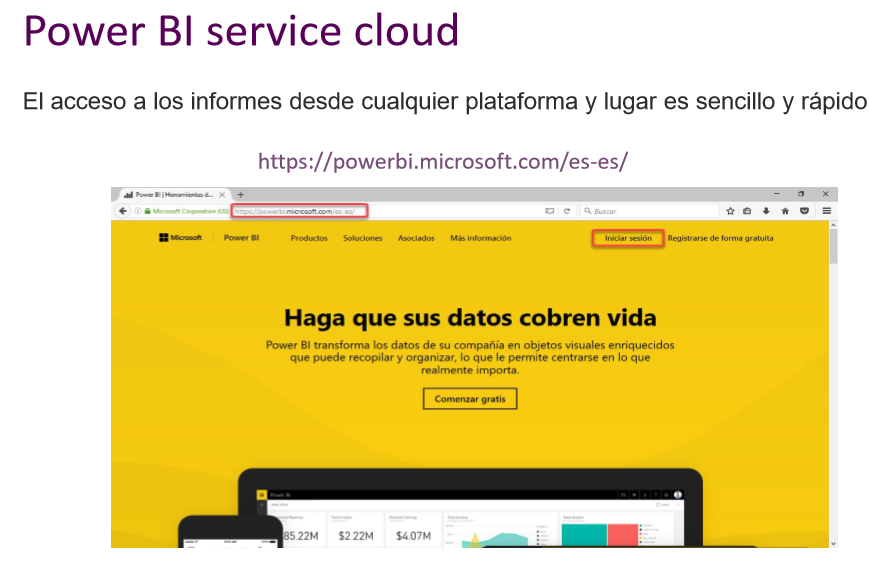 Power BI service cloud
El acceso a los informes desde cualquier plataforma y lugar es sencillo y rápido
https://powerbi.microsoft.com/es-es/
Power BI | Herramientas d...
Microsoft Corporation (US) https://powerbi.microsoft.com/es-es/ Buscar
Microsoft Power BI Productos Soluciones Asociados Más información Iniciar sesión Registrarse de forma gratuita
Haga que sus datos cobren vida
Power BI transforma los datos de su compañía en objetos visuales enriquecidos
que puede recopilar y organizar, lo que le permite centrarse en lo que
realmente importa.
Comenzar gratis
Power BI
85.22M $2.22M $4.07M